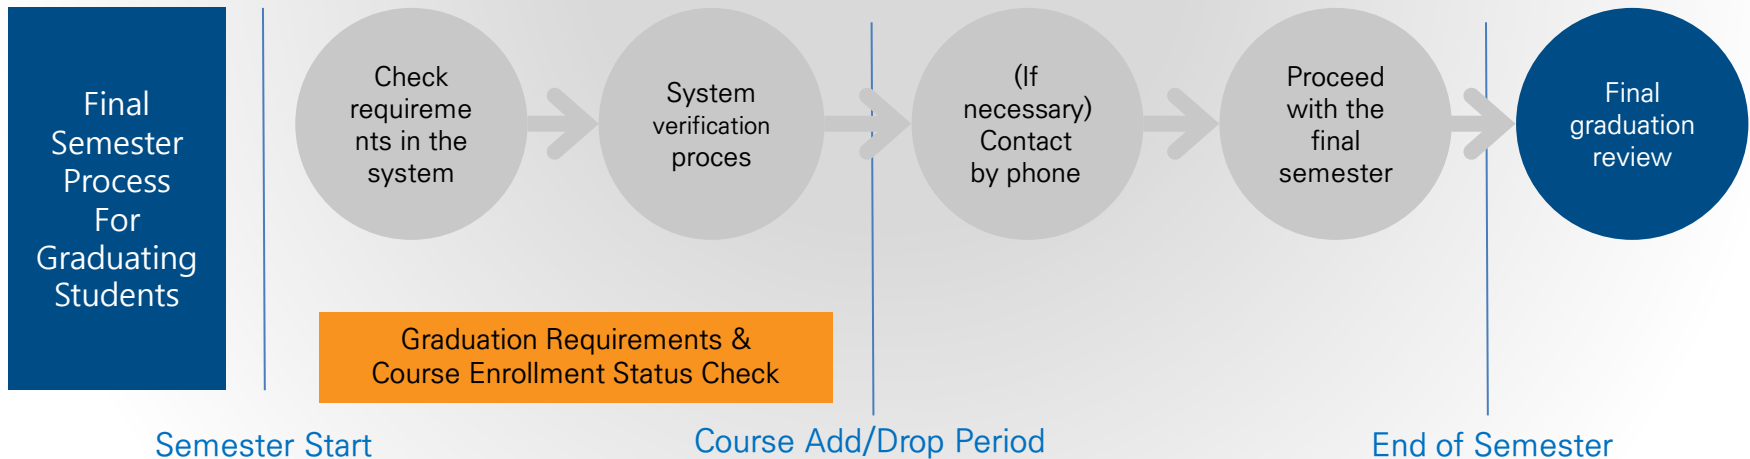 Final
Semester
Process
For
Graduating
Students
Check
requireme
nts in the
system
System
verification
proces
(If
necessary)
Contact
by phone
Proceed
with the
final
semester
Final
graduation
review
Graduation Requirements &
Course Enrollment Status Check
Semester Start
Course Add/Drop Period
End of Semester